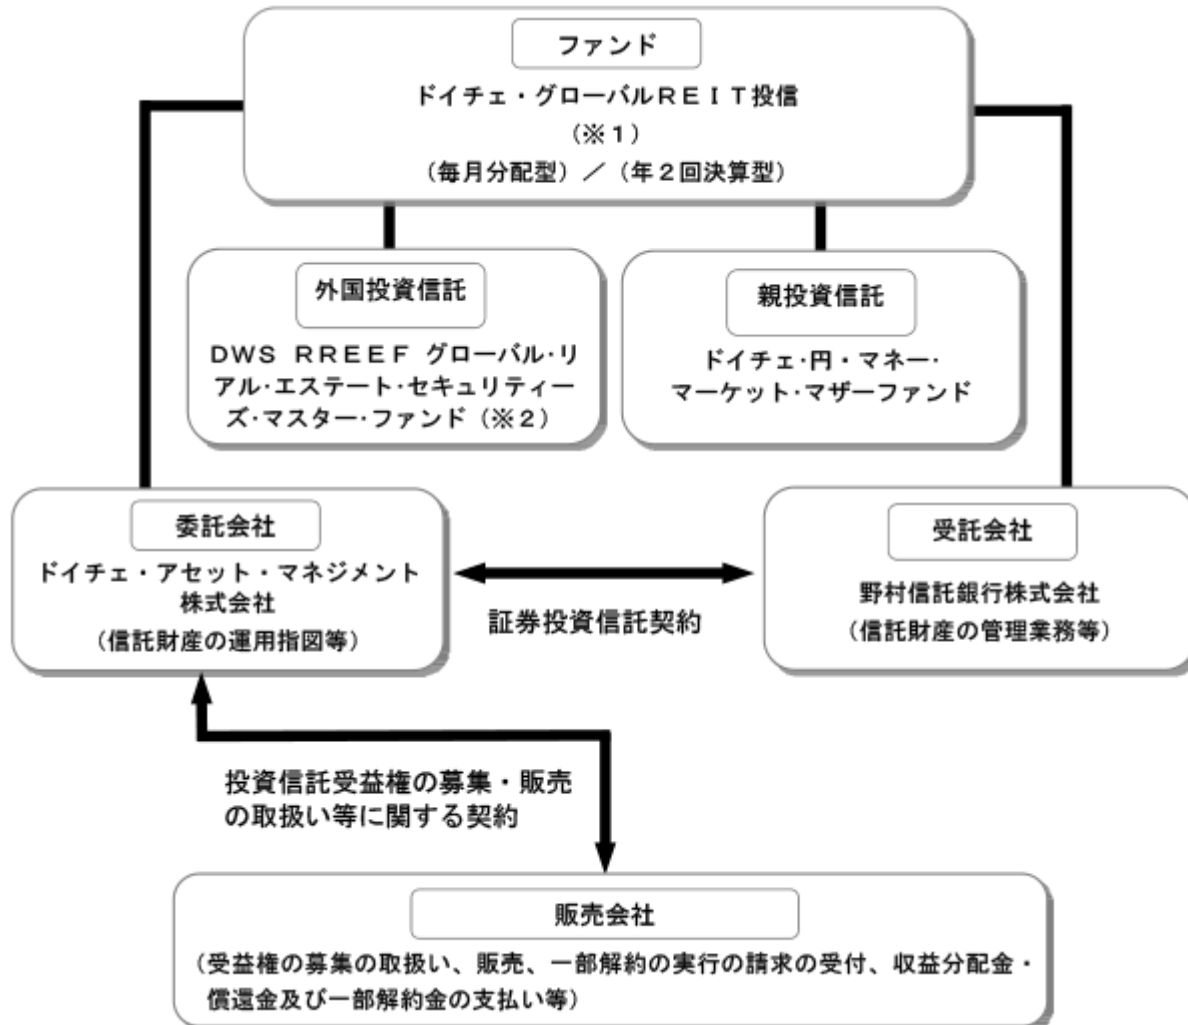 ファンド
ドイチェ・グローバルＲＥＩＴ投信
（※１）
（毎月分配型）／（年２回決算型）
外国投資信託
ＤＷＳ ＲＲＥＥＦ グローバル・リ
アル・エステート・セキュリティー
ズ・マスター・ファンド（※２）
親投資信託
ドイチェ・円・マネー・
マーケット・マザーファンド
委託会社
ドイチェ・アセット・マネジメント
株式会社
（信託財産の運用指図等）
証券投資信託契約
受託会社
野村信託銀行株式会社
（信託財産の管理業務等）
投資信託受益権の募集・販売
の取扱い等に関する契約
販売会社
（受益権の募集の取扱い、販売、一部解約の実行の請求の受付、収益分配金・
償還金及び一部解約金の支払い等）